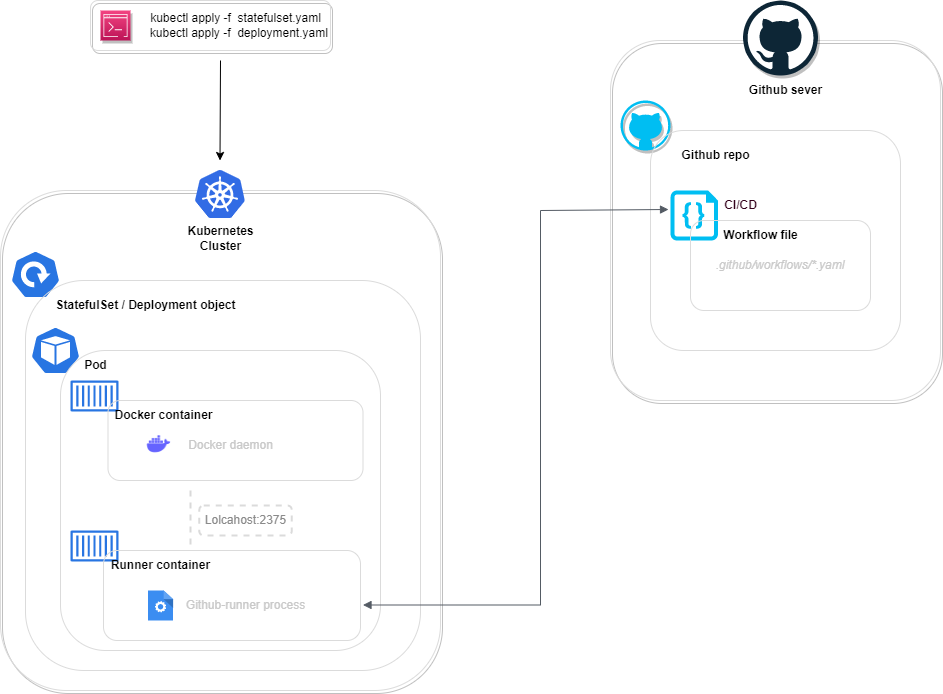 kubectl apply -f  statefulset.yaml
kubectl apply -f  deployment.yaml
Github sever
Github repo
CI/CD
Workflow file
.github/workflows/*.yaml
Kubernetes
Cluster
StatefulSet / Deployment object
Pod
Docker container
Docker daemon
Lolcahost:2375
Runner container
Github-runner process